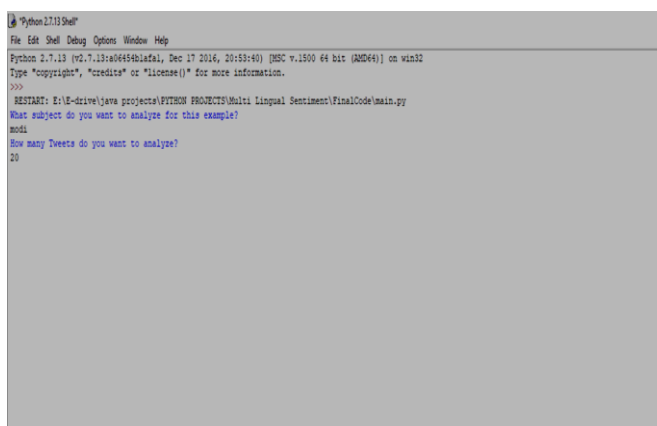 *Python 2.7.13 Shell*
File Edit Shell Debug Options Window Help
Python 2.7.13 (v2.7.13:a06454b1afa1, Dec 17 2016, 20:53:40) [MSC v.1500 64 bit (AMD64)] on win32
Type "copyright", "credits" or "license()" for more information.
>>>
RESTART: E:\E-drive\java projects\PYTHON PROJECTS\Multi Lingual Sentiment\FinalCode\main.py
What subject do you want to analyze for this example?
modi
How many Tweets do you want to analyze?
20